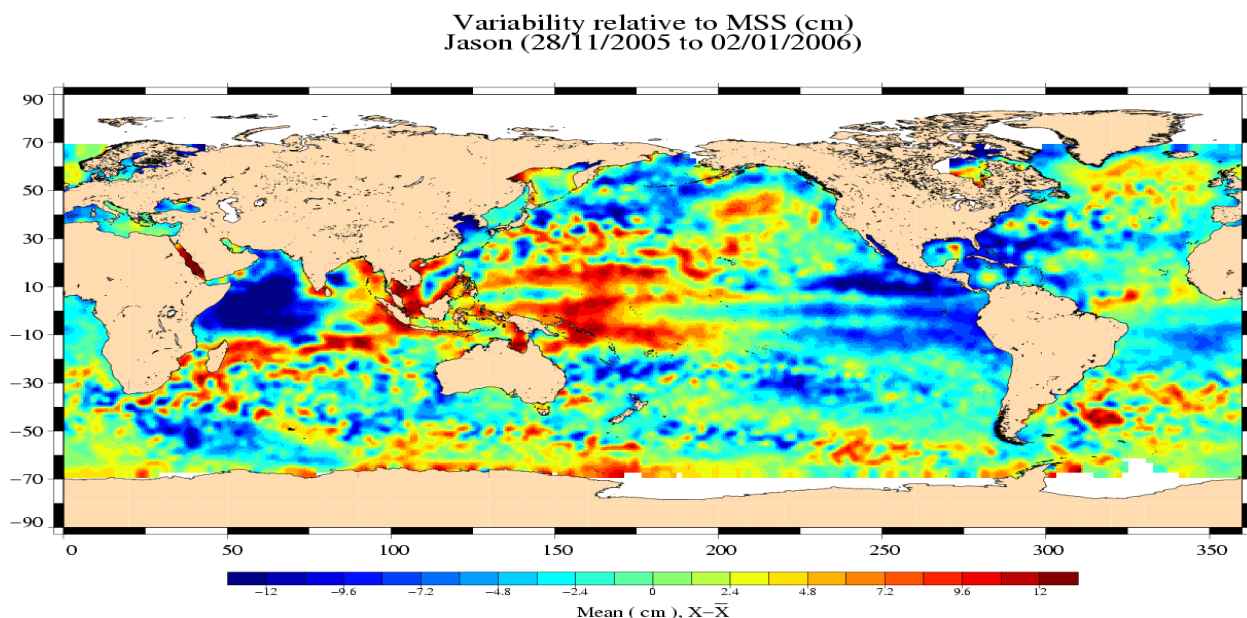 Variability relative to MSS (cm)
Jason (28/11/2005 to 02/01/2006)
90
70
50
30
10
−10
−30
−50
−70
−90
0 50 100 150 200 250 300 350
−12 −9.6 −7.2 −4.8 −2.4 0 2.4 4.8 7.2 9.6 12
Mean ( cm ), X−X̅